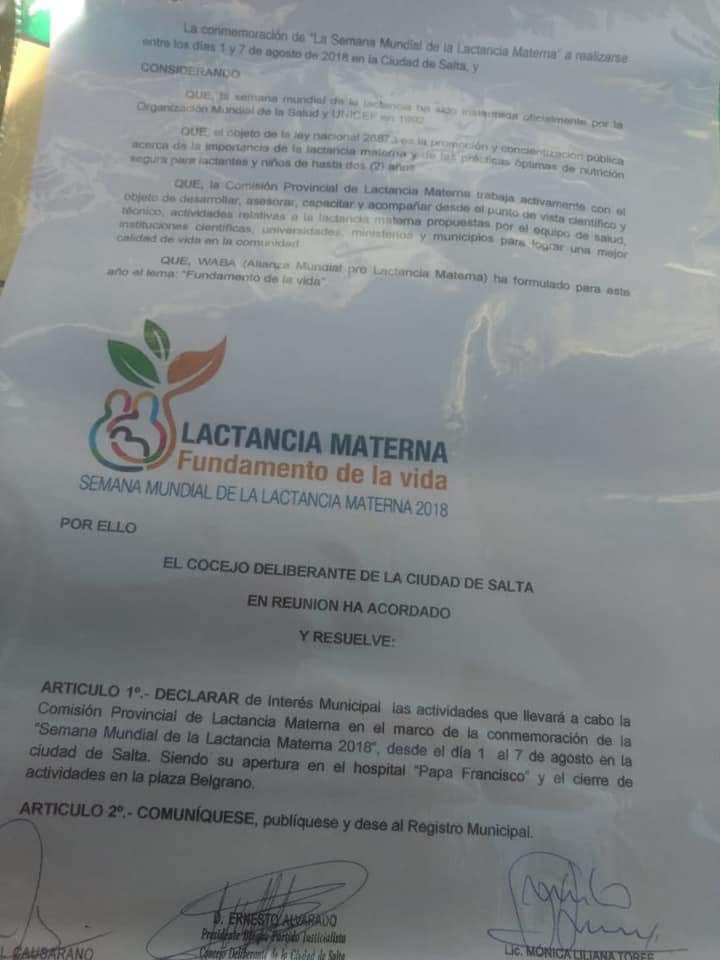 La conmemoración de "La Semana Mundial de la Lactancia Materna" a realizarse
entre los días 1 y 7 de agosto de 2018 en la Ciudad de Salta, y
CONSIDERANDO
QUE, la semana mundial de la lactancia ha sido instaurada oficialmente por la
Organización Mundial de la Salud y UNICEF en 1992
QUE, el objeto de la ley nacional es la promoción y concientización pública
acerca de la importancia de la lactancia materna y de las prácticas óptimas de nutrición
segura para lactantes y niños de hasta dos (2) años
QUE, la Comisión Provincial de Lactancia Materna trabaja activamente con el
objeto de desarrollar, asesorar, capacitar y acompañar desde el punto de vista científico y
técnico, actividades relativas a la lactancia materna propuestas por el equipo de salud,
instituciones científicas, universidades, ministerios y municipios para lograr una mejor
calidad de vida en la comunidad
QUE, WABA (Alianza Mundial pro Lactancia Materna) ha formulado para este
año el lema: "Fundamento de la vida"
LACTANCIA MATERNA
Fundamento de la vida
SEMANA MUNDIAL DE LA LACTANCIA MATERNA 2018
POR ELLO
EL COCEJO DELIBERANTE DE LA CIUDAD DE SALTA
EN REUNION HA ACORDADO
Y RESUELVE:
ARTICULO 1º.- DECLARAR de Interés Municipal las actividades que llevará a cabo la
Comisión Provincial de Lactancia Materna en el marco de la conmemoración de la
"Semana Mundial de la Lactancia Materna 2018", desde el día 1 al 7 de agosto en la
ciudad de Salta. Siendo su apertura en el hospital "Papa Francisco" y el cierre de
actividades en la plaza Belgrano.
ARTICULO 2º.- COMUNÍQUESE, publíquese y dese al Registro Municipal.
D. ERNESTO ALVARADO
Presidente Bloque Partido Justicialista
Concejo Deliberante de la Ciudad de Salta
L. CAUSARANO
Lic. MÓNICA LILIANA